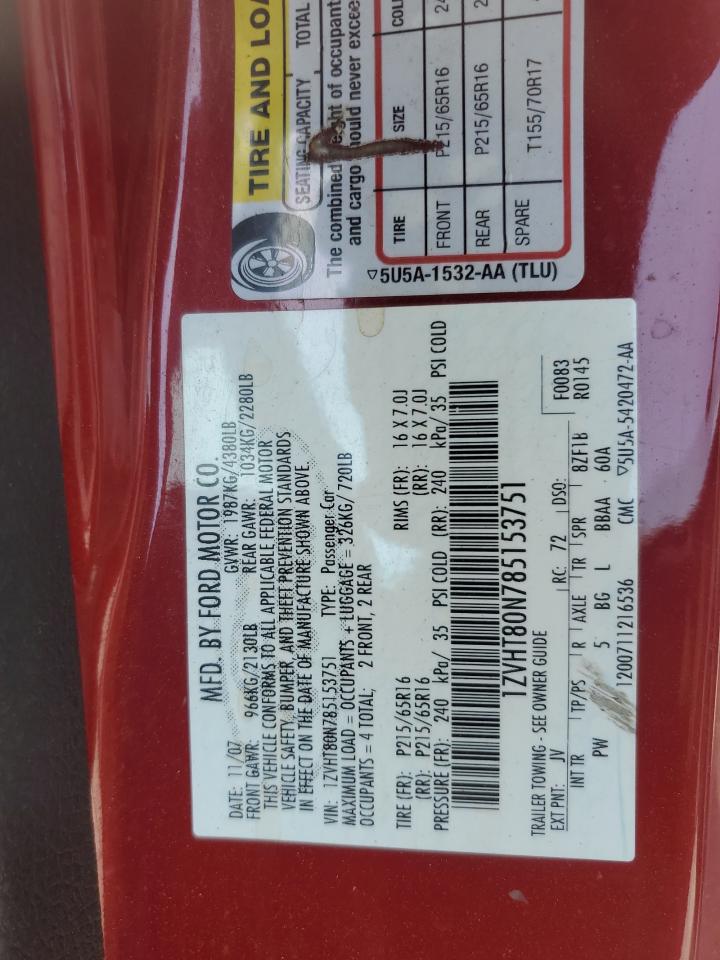 MFD. BY FORD MOTOR CO.
DATE: 11/07 GVWR: 1987KG/4380LB
FRONT GAWR: 966KG/2130LB REAR GAWR: 1034KG/2280LB
THIS VEHICLE CONFORMS TO ALL APPLICABLE FEDERAL MOTOR
VEHICLE SAFETY, BUMPER, AND THEFT PREVENTION STANDARDS
IN EFFECT ON THE DATE OF MANUFACTURE SHOWN ABOVE.
VIN: 1ZVHT80N785153751 TYPE: Passenger Car
MAXIMUM LOAD = OCCUPANTS + LUGGAGE = 326KG/ 720LB
OCCUPANTS = 4 TOTAL; 2 FRONT, 2 REAR
TIRE (FR): P215/65R16 RIMS (FR): 16 X 7.0J
(RR): P215/65R16 (RR): 16 X 7.0J
PRESSURE (FR): 240 kPa/ 35 PSI COLD (RR): 240 kPa/ 35 PSI COLD
1ZVHT80N785153751
TRAILER TOWING - SEE OWNER GUIDE
F0083
EXT PNT: JV RC: 72 DSO: R0145
INT TR TP/PS R AXLE TR SPR 8ZF1B
PW 5 BG L BBAA 60A
1200711216536 CMC ▽5U5A-5420472-AA
TIRE AND LOA
SEATING CAPACITY TOTAL
The combined of occupant
and cargo should never excee
TIRE SIZE COL
FRONT P215/65R16
REAR P215/65R16
SPARE T155/70R17
▽5U5A-1532-AA (TLU)